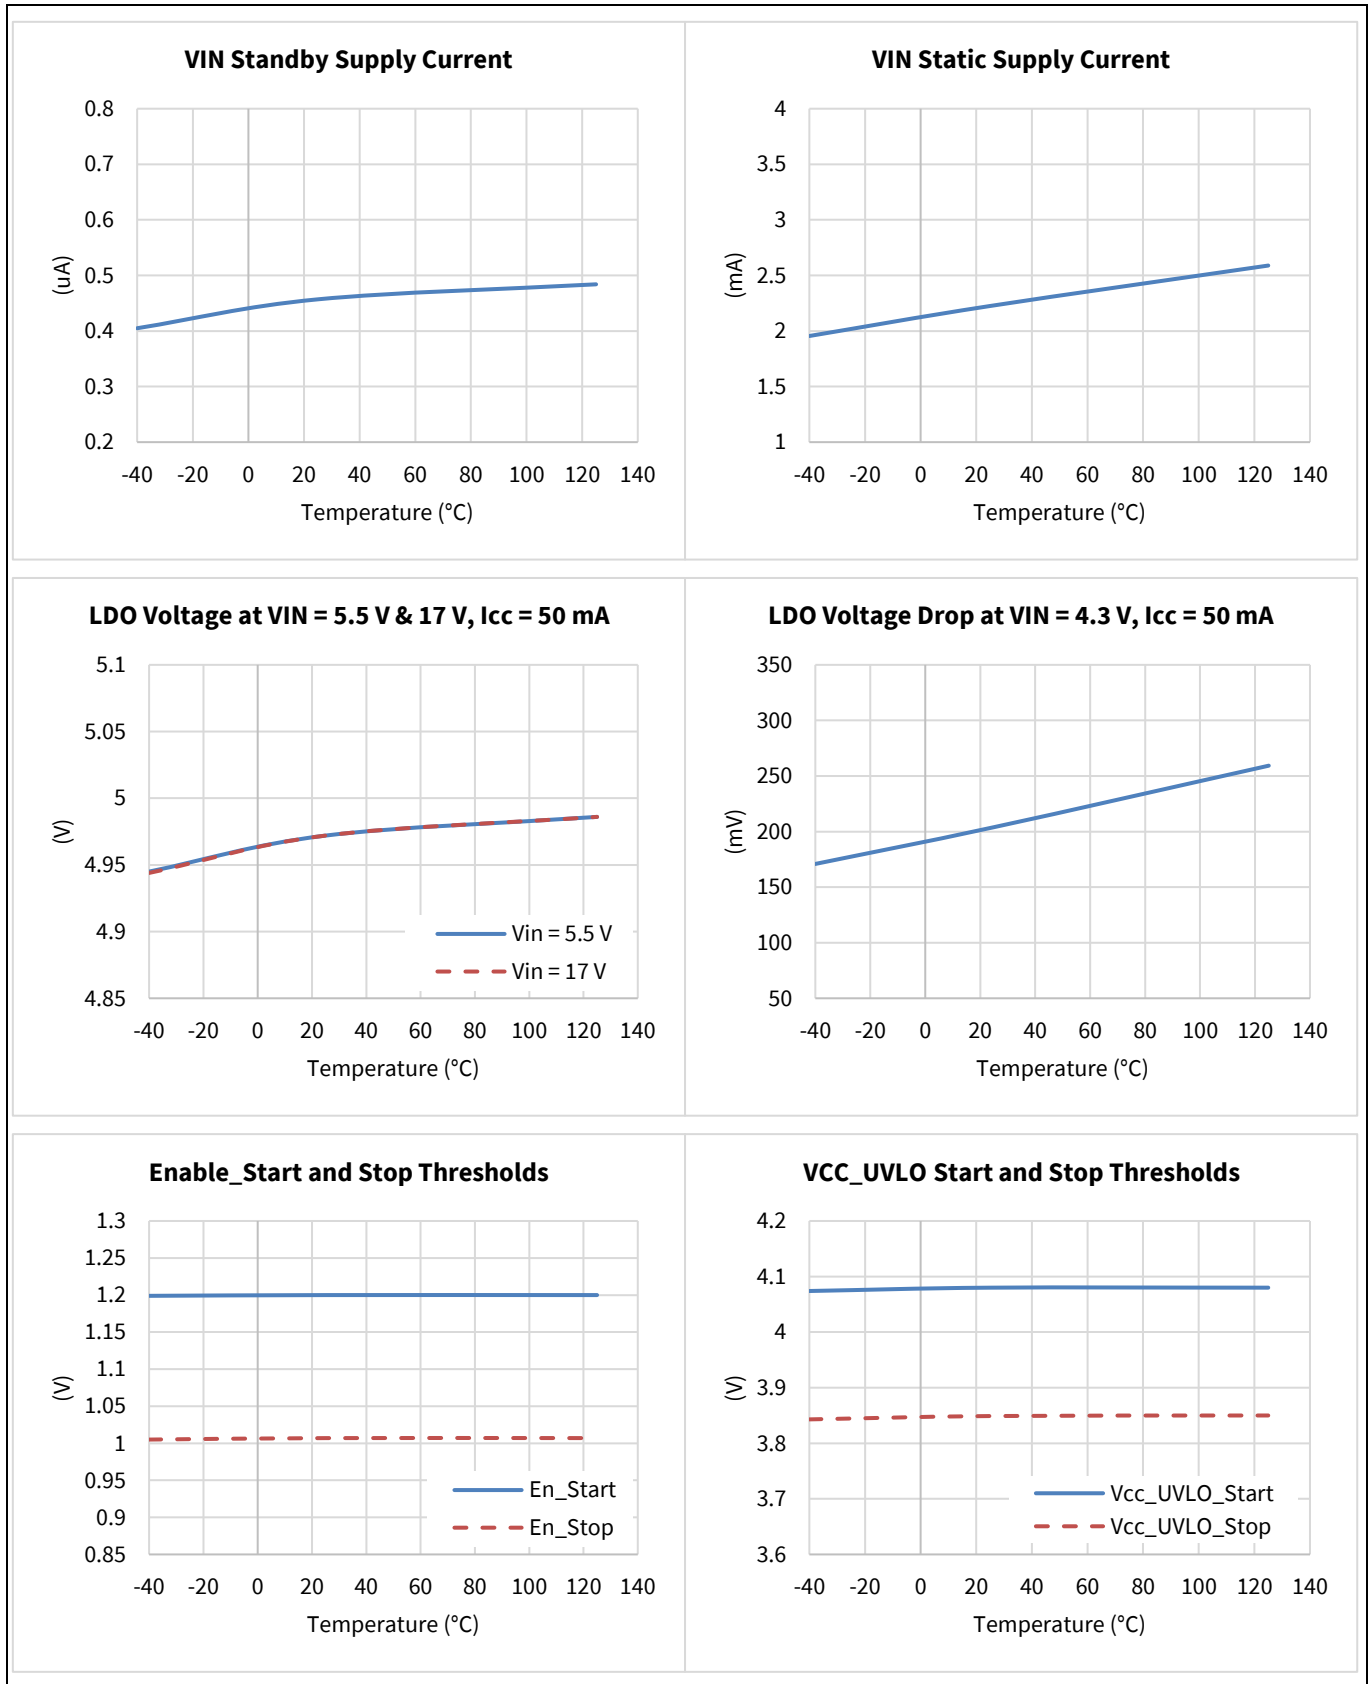 VIN Standby Supply Current
0.8
0.7
0.6
0.5
0.4
0.3
0.2
(uA)
-40 -20 0 20 40 60 80 100 120 140
Temperature (°C)
VIN Static Supply Current
4
3.5
3
2.5
2
1.5
1
(mA)
-40 -20 0 20 40 60 80 100 120 140
Temperature (°C)
LDO Voltage at VIN = 5.5 V & 17 V, Icc = 50 mA
5.1
5.05
5
4.95
4.9
4.85
(V)
Vin = 5.5 V
Vin = 17 V
-40 -20 0 20 40 60 80 100 120 140
Temperature (°C)
LDO Voltage Drop at VIN = 4.3 V, Icc = 50 mA
350
300
250
200
150
100
50
(mV)
-40 -20 0 20 40 60 80 100 120 140
Temperature (°C)
Enable_Start and Stop Thresholds
1.3
1.25
1.2
1.15
1.1
1.05
1
0.95
0.9
0.85
(V)
En_Start
En_Stop
-40 -20 0 20 40 60 80 100 120 140
Temperature (°C)
VCC_UVLO Start and Stop Thresholds
4.2
4.1
4
3.9
3.8
3.7
3.6
(V)
Vcc_UVLO_Start
Vcc_UVLO_Stop
-40 -20 0 20 40 60 80 100 120 140
Temperature (°C)